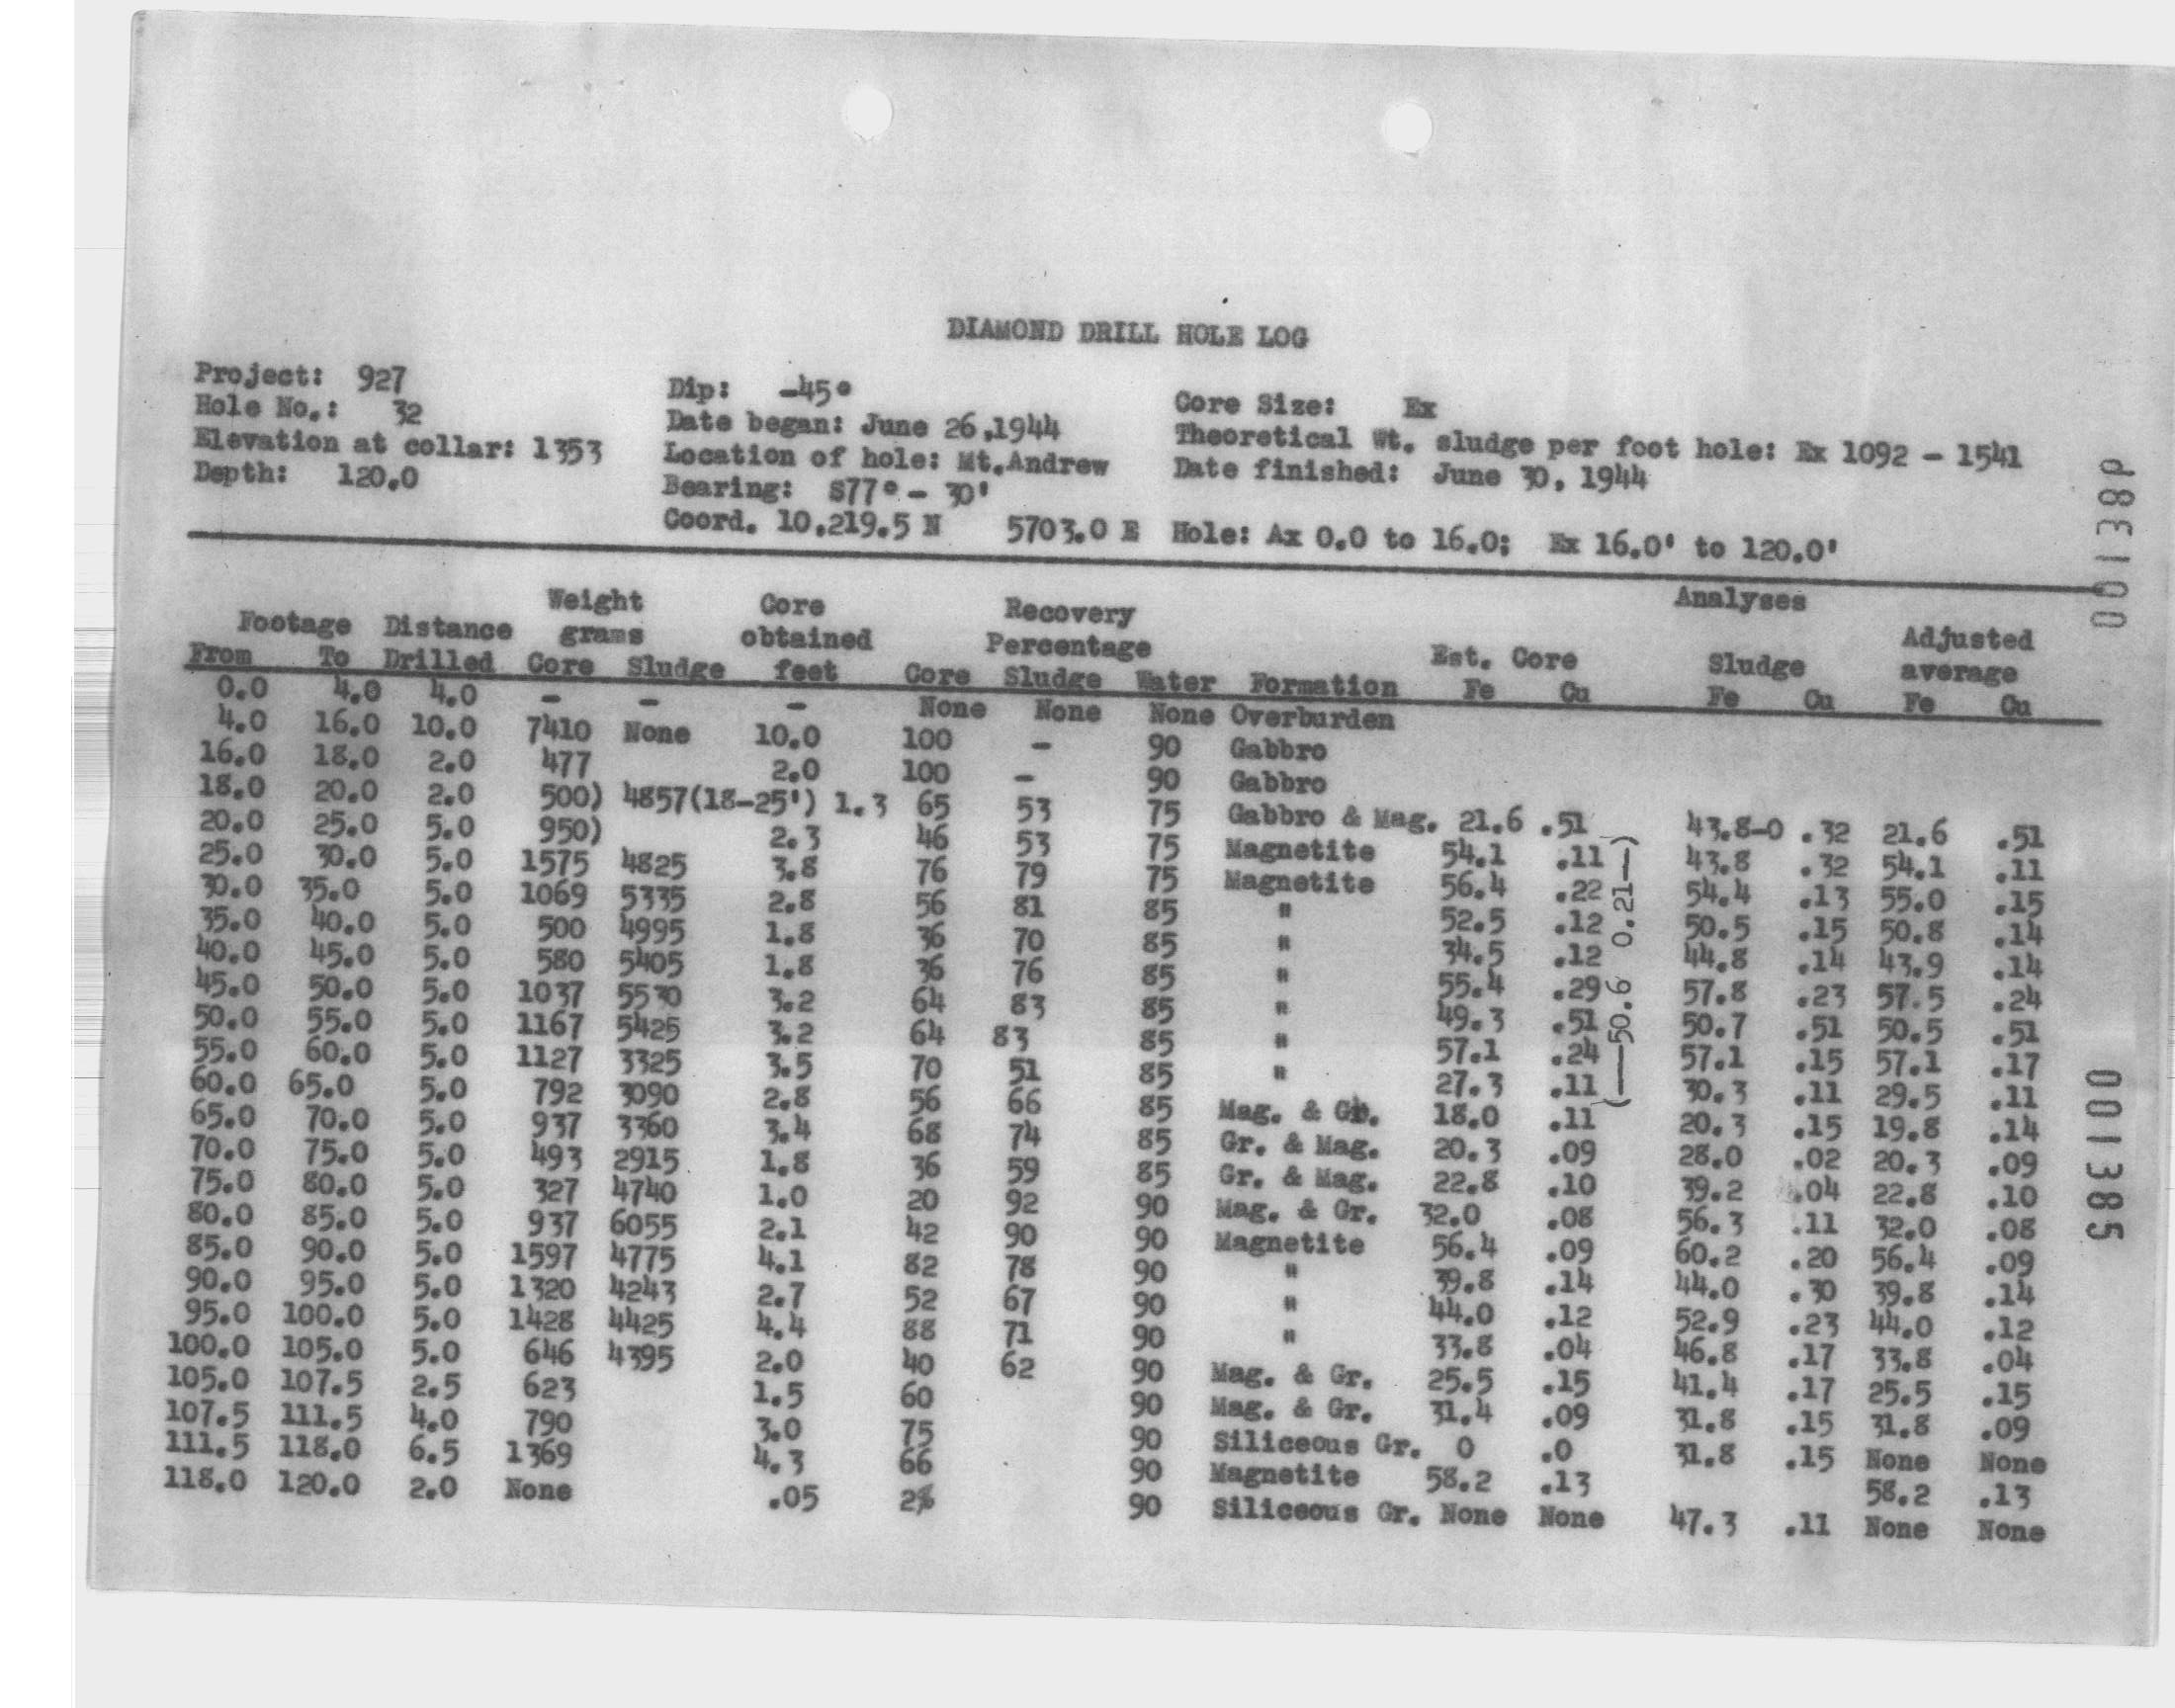 DIAMOND DRILL HOLE LOG
Project: 927 Dip: -45° Core Size: Ex
Hole No.: 32 Date began: June 26,1944 Theoretical Wt. sludge per foot hole: Ex 1092 - 1541
Elevation at collar: 1353 Location of hole: Mt.Andrew Date finished: June 30, 1944
Depth: 120.0 Bearing: S77° - 30'
Coord. 10,219.5 N 5703.0 E Hole: Ax 0.0 to 16.0; Ex 16.0' to 120.0'
Weight Core Recovery Analyses
Footage Distance grams obtained Percentage Est. Core Sludge Adjusted average
From To Drilled Core Sludge feet Core Sludge Water Formation Fe Cu Fe Cu Fe Cu
0.0 4.0 4.0 - - - None None None Overburden
4.0 16.0 10.0 7410 None 10.0 100 - 90 Gabbro
16.0 18.0 2.0 477 2.0 100 - 90 Gabbro
18.0 20.0 2.0 500) 4857(18-25') 1.3 65 53 75 Gabbro & Mag. 21.6 .51 43.8-0 .32 21.6 .51
20.0 25.0 5.0 950) 2.3 46 53 75 Magnetite 54.1 .11 43.8 .32 54.1 .11
25.0 30.0 5.0 1575 4825 3.8 76 79 75 Magnetite 56.4 .22 54.4 .13 55.0 .15
30.0 35.0 5.0 1069 5335 2.8 56 81 85 " 52.5 .12 50.5 .15 50.8 .14
35.0 40.0 5.0 500 4995 1.8 36 70 85 " 34.5 .12 44.8 .14 43.9 .14
40.0 45.0 5.0 580 5405 1.8 36 76 85 " 55.4 .29 57.8 .23 57.5 .24
45.0 50.0 5.0 1037 5530 3.2 64 83 85 " 49.3 .51 50.7 .51 50.5 .51
50.0 55.0 5.0 1167 5425 3.2 64 83 85 " 57.1 .24 57.1 .15 57.1 .17
55.0 60.0 5.0 1127 3325 3.5 70 51 85 " 27.3 .11 30.3 .11 29.5 .11
60.0 65.0 5.0 792 3090 2.8 56 66 85 Mag. & Gb. 18.0 .11 20.3 .15 19.8 .14
65.0 70.0 5.0 937 3360 3.4 68 74 85 Gr. & Mag. 20.3 .09 28.0 .02 20.3 .09
70.0 75.0 5.0 493 2915 1.8 36 59 85 Gr. & Mag. 22.8 .10 39.2 .04 22.8 .10
75.0 80.0 5.0 327 4740 1.0 20 92 90 Mag. & Gr. 32.0 .08 56.3 .11 32.0 .08
80.0 85.0 5.0 937 6055 2.1 42 90 90 Magnetite 56.4 .09 60.2 .20 56.4 .09
85.0 90.0 5.0 1597 4775 4.1 82 78 90 " 39.8 .14 44.0 .30 39.8 .14
90.0 95.0 5.0 1320 4243 2.7 52 67 90 " 44.0 .12 52.9 .23 44.0 .12
95.0 100.0 5.0 1428 4425 4.4 88 71 90 " 33.8 .04 46.8 .17 33.8 .04
100.0 105.0 5.0 646 4395 2.0 40 62 90 Mag. & Gr. 25.5 .15 41.4 .17 25.5 .15
105.0 107.5 2.5 623 1.5 60 90 Mag. & Gr. 31.4 .09 31.8 .15 31.8 .09
107.5 111.5 4.0 790 3.0 75 90 Siliceous Gr. 0 .0 31.8 .15 None None
111.5 118.0 6.5 1369 4.3 66 90 Magnetite 58.2 .13 58.2 .13
118.0 120.0 2.0 None .05 2% 90 Siliceous Gr. None None 47.3 .11 None None
(——50.6 0.21—)
001385
001385